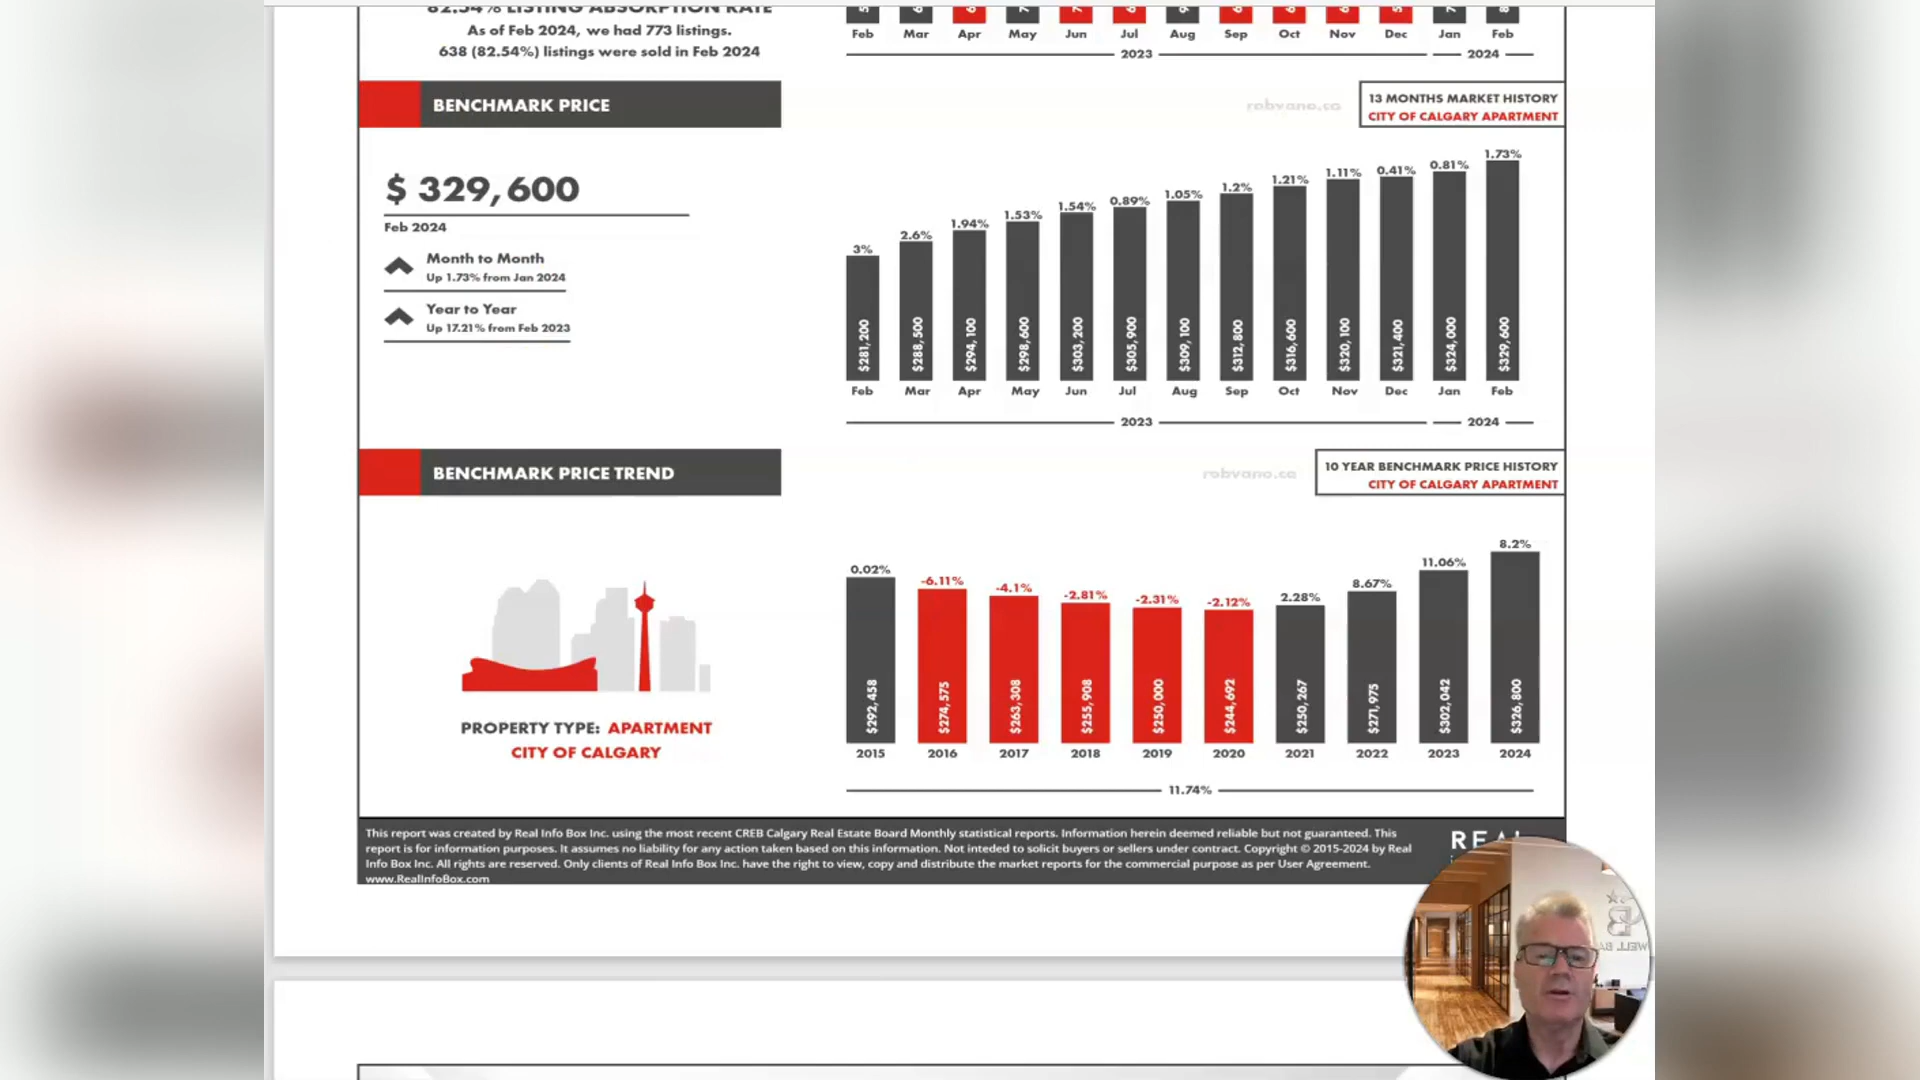 82.54% LISTING ABSORPTION RATE
As of Feb 2024, we had 773 listings.
638 (82.54%) listings were sold in Feb 2024
Feb Mar Apr May Jun Jul Aug Sep Oct Nov Dec Jan Feb
2023 2024
BENCHMARK PRICE
robvano.ca
13 MONTHS MARKET HISTORY
CITY OF CALGARY APARTMENT
$ 329,600
Feb 2024
Month to Month
Up 1.73% from Jan 2024
Year to Year
Up 17.21% from Feb 2023
3% 2.6% 1.94% 1.53% 1.54% 0.89% 1.05% 1.2% 1.21% 1.11% 0.41% 0.81% 1.73%
$281,200 $288,500 $294,100 $298,600 $303,200 $305,900 $309,100 $312,800 $316,600 $320,100 $321,400 $324,000 $329,600
Feb Mar Apr May Jun Jul Aug Sep Oct Nov Dec Jan Feb
2023 2024
BENCHMARK PRICE TREND
robvano.ca
10 YEAR BENCHMARK PRICE HISTORY
CITY OF CALGARY APARTMENT
PROPERTY TYPE: APARTMENT
CITY OF CALGARY
0.02% -6.11% -4.1% -2.81% -2.31% -2.12% 2.28% 8.67% 11.06% 8.2%
$292,458 $274,575 $263,308 $255,908 $250,000 $244,692 $250,267 $271,975 $302,042 $326,800
2015 2016 2017 2018 2019 2020 2021 2022 2023 2024
11.74%
This report was created by Real Info Box Inc. using the most recent CREB Calgary Real Estate Board Monthly statistical reports. Information herein deemed reliable but not guaranteed. This
report is for information purposes. It assumes no liability for any action taken based on this information. Not inteded to solicit buyers or sellers under contract. Copyright © 2015-2024 by Real
Info Box Inc. All rights are reserved. Only clients of Real Info Box Inc. have the right to view, copy and distribute the market reports for the commercial purpose as per User Agreement.
www.RealInfoBox.com
REAL